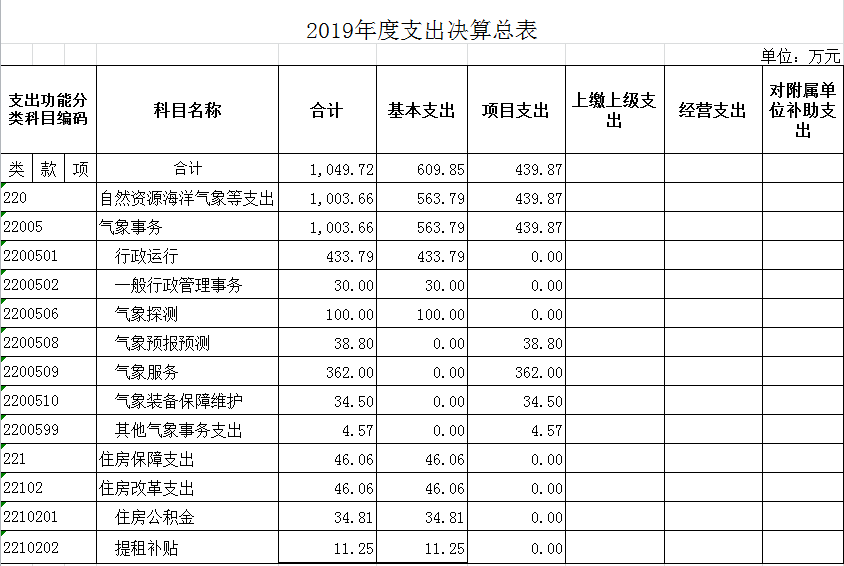 2019年度支出决算总表
单位：万元
支出功能分类科目编码 科目名称 合计 基本支出 项目支出 上缴上级支出 经营支出 对附属单位补助支出
类 款 项 合计 1,049.72 609.85 439.87
220 自然资源海洋气象等支出 1,003.66 563.79 439.87
22005 气象事务 1,003.66 563.79 439.87
2200501 行政运行 433.79 433.79 0.00
2200502 一般行政管理事务 30.00 30.00 0.00
2200506 气象探测 100.00 100.00 0.00
2200508 气象预报预测 38.80 0.00 38.80
2200509 气象服务 362.00 0.00 362.00
2200510 气象装备保障维护 34.50 0.00 34.50
2200599 其他气象事务支出 4.57 0.00 4.57
221 住房保障支出 46.06 46.06 0.00
22102 住房改革支出 46.06 46.06 0.00
2210201 住房公积金 34.81 34.81 0.00
2210202 提租补贴 11.25 11.25 0.00